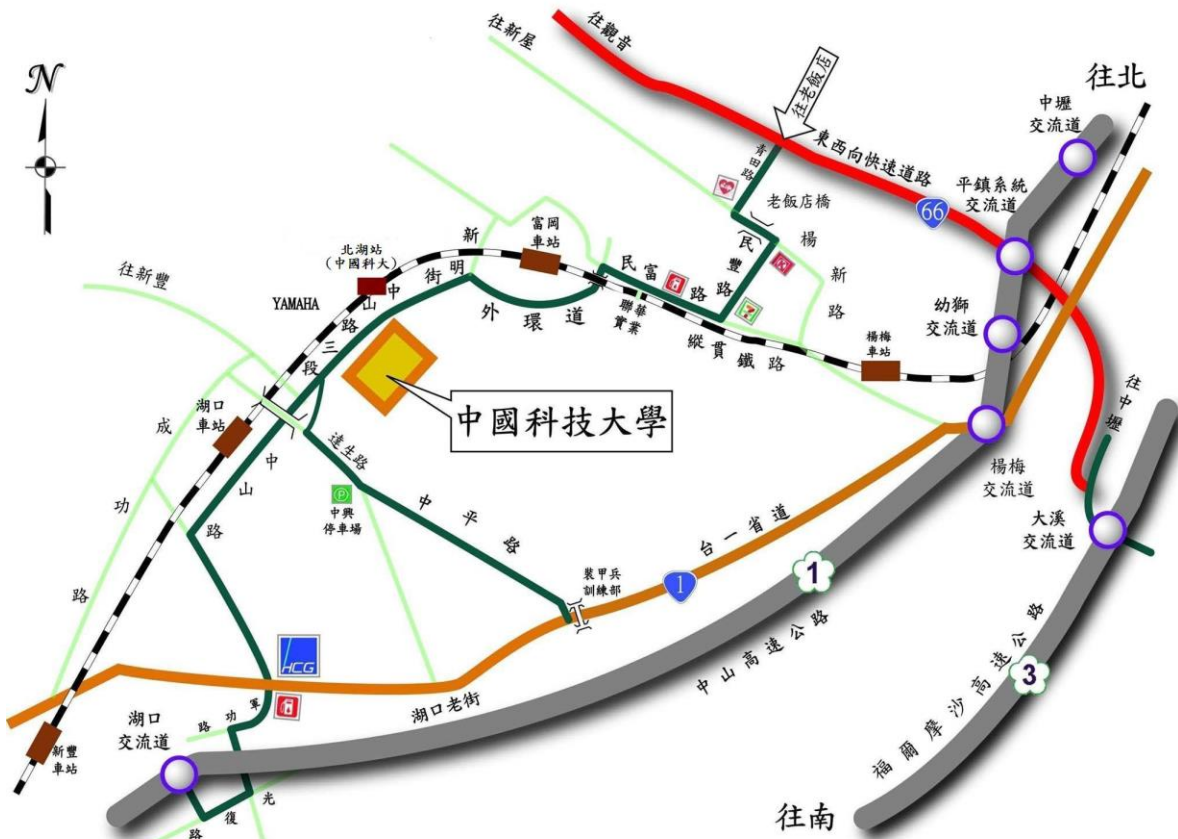 N
往新屋
往觀音
往老飯店
往北
中壢
交流道
東西向快速道路
平鎮系統
交流道
青田路
66
老飯店橋
楊新路
民豐路
富岡
車站
新明街
北湖站
(中國科大)
往新豐
YAMAHA
中山路三段
外環道
民富路
聯華
實業
7
縱貫鐵路
幼獅
交流道
楊梅
車站
往中壢
中國科技大學
湖口
車站
成功路
中山路
達生路
P
中興
停車場
中平路
楊梅
交流道
大溪
交流道
台一省道
裝甲兵
訓練部
1
1
中山高速公路
3
福爾摩沙高速公路
HCG
湖口老街
軍功路
湖口
交流道
新豐
車站
光復路
往南